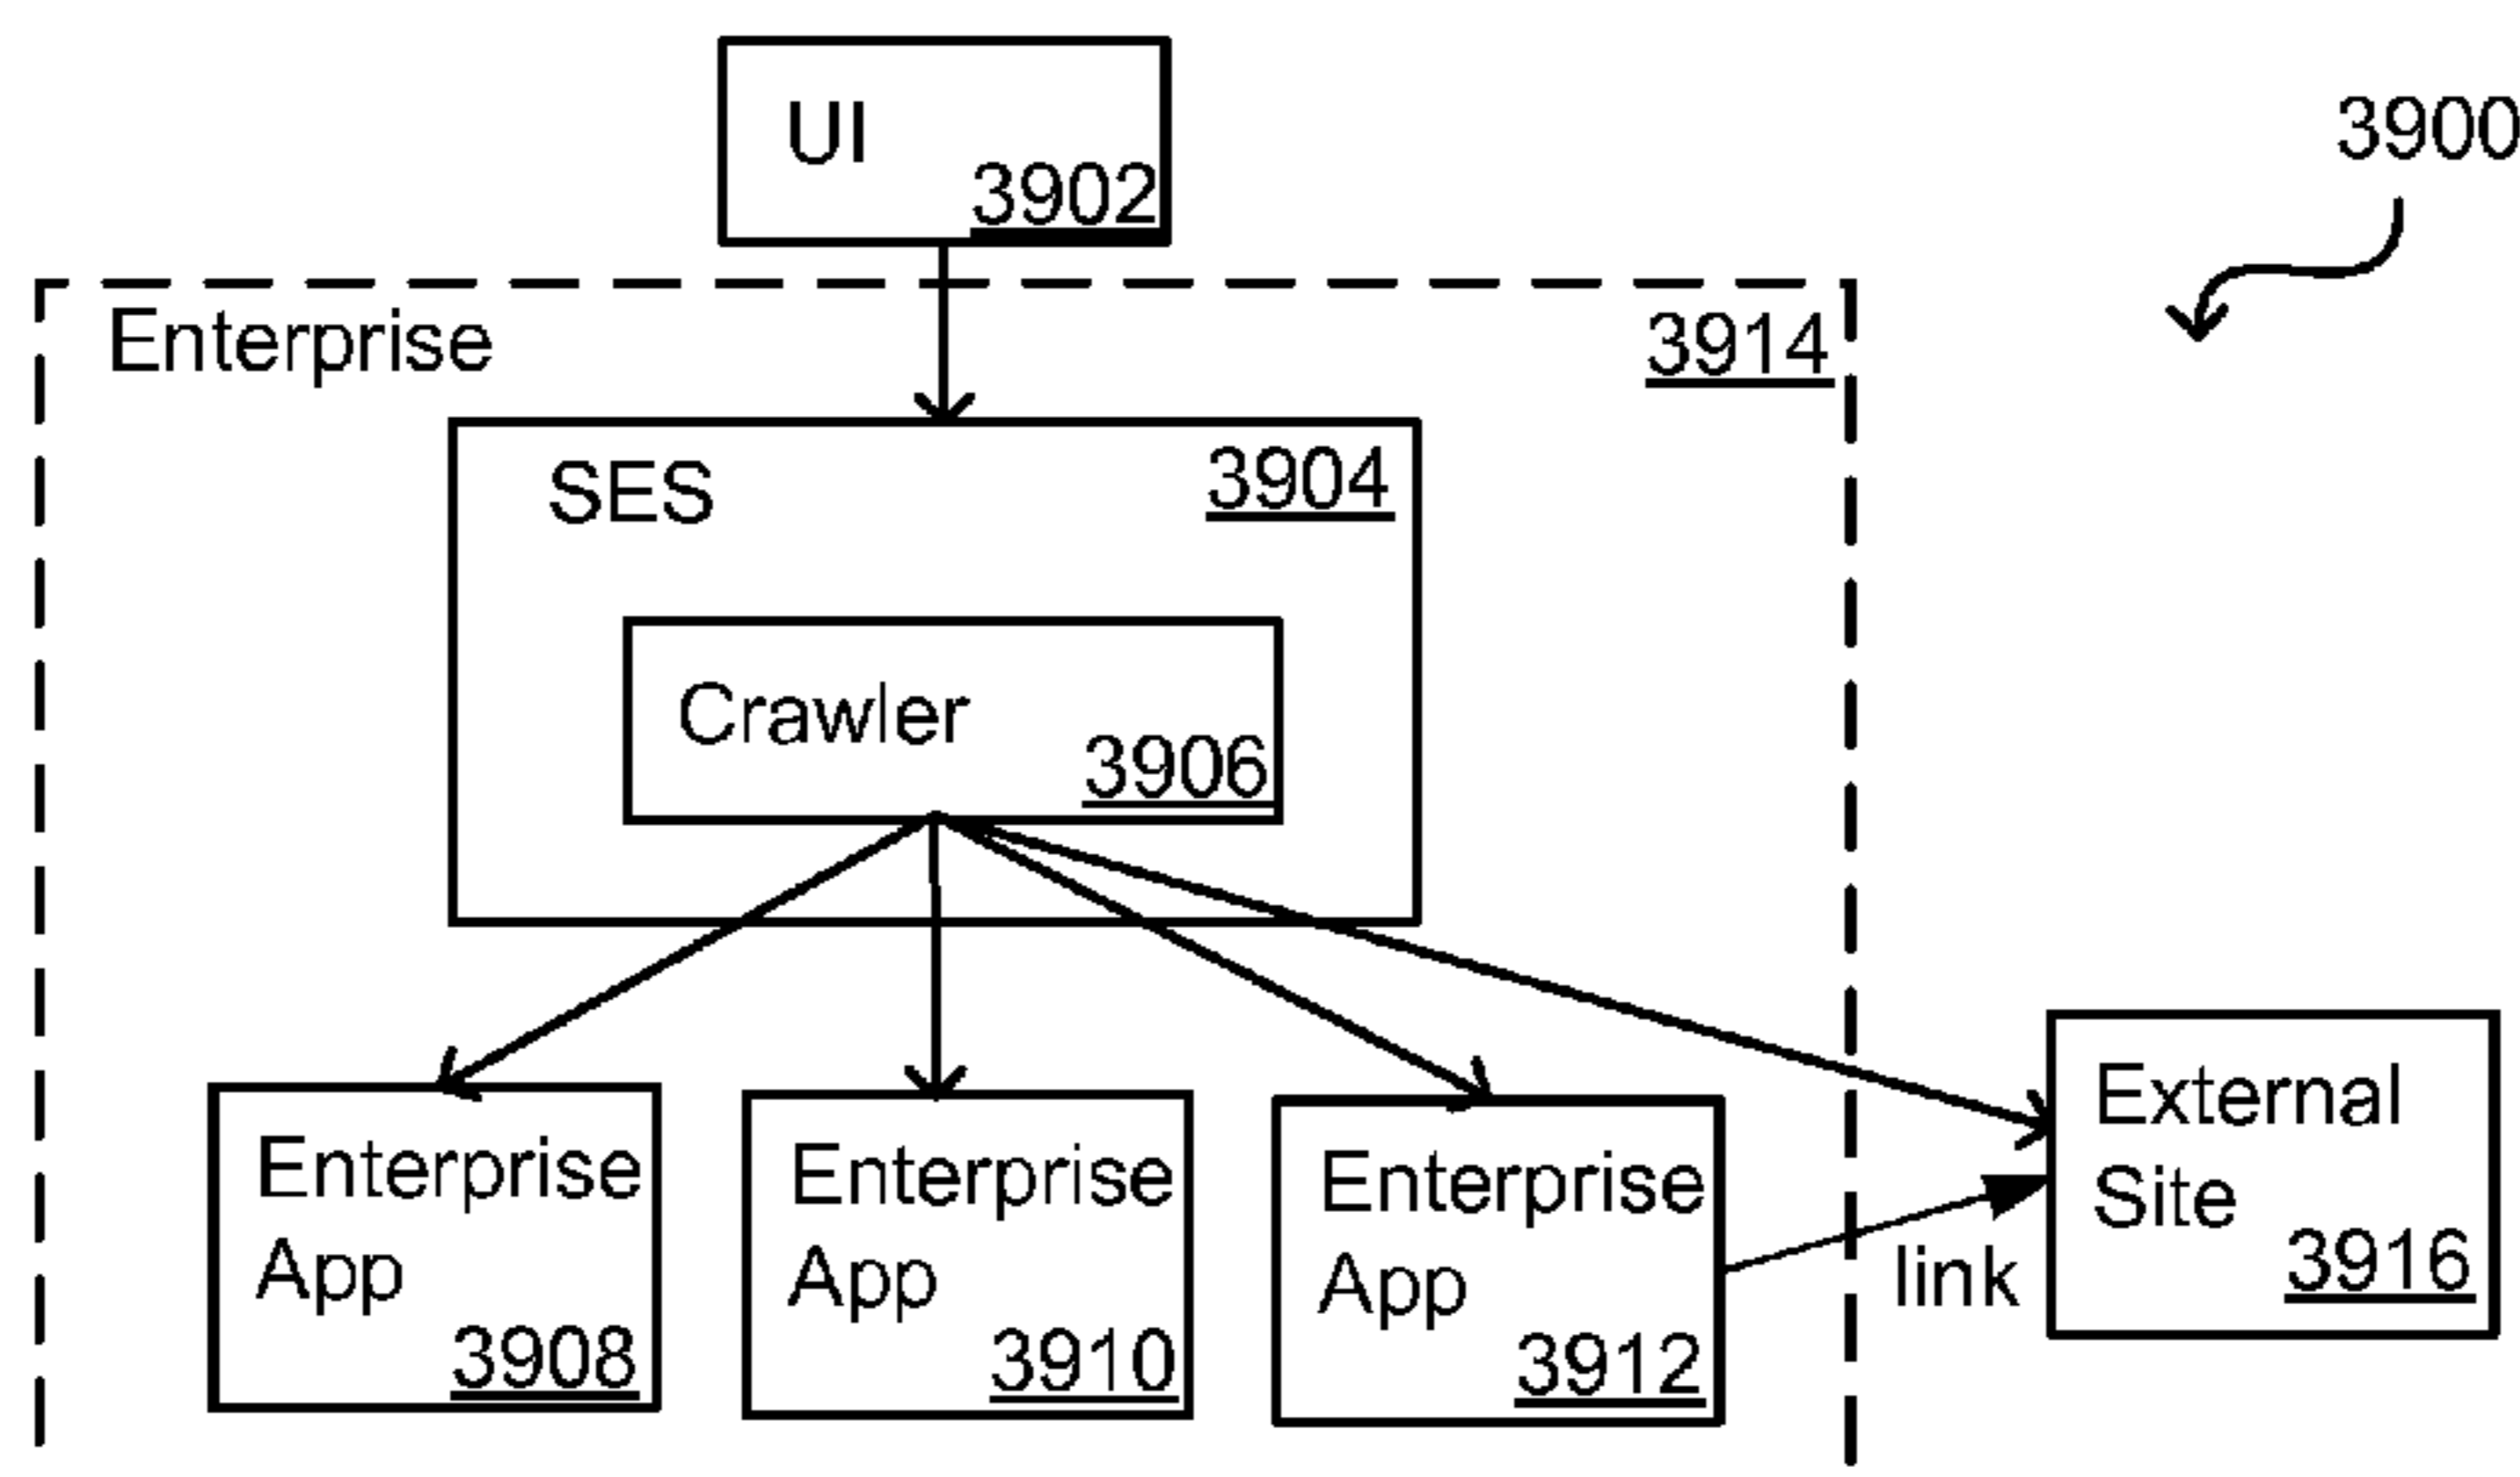 UI
3902
3900
Enterprise
3914
SES
3904
Crawler
3906
Enterprise
App
3908
Enterprise
App
3910
Enterprise
App
3912
link
External
Site
3916